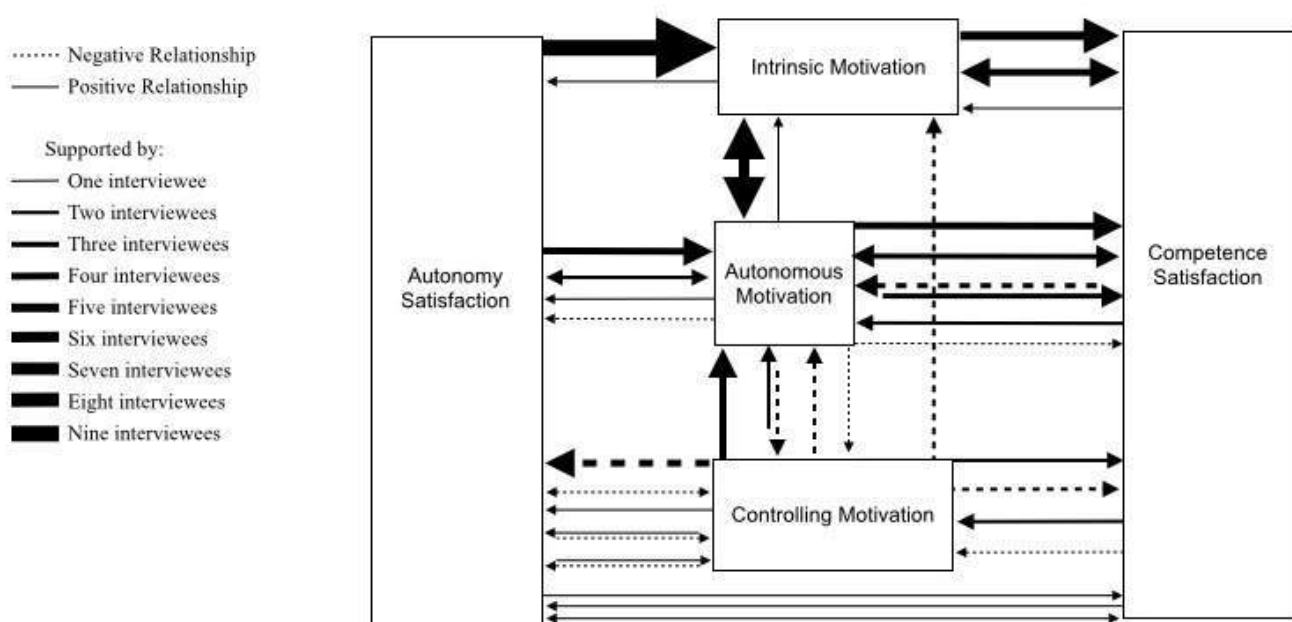 Negative Relationship
Positive Relationship
Supported by:
One interviewee
Two interviewees
Three interviewees
Four interviewees
Five interviewees
Six interviewees
Seven interviewees
Eight interviewees
Nine interviewees
Autonomy
Satisfaction
Intrinsic Motivation
Autonomous
Motivation
Controlling Motivation
Competence
Satisfaction